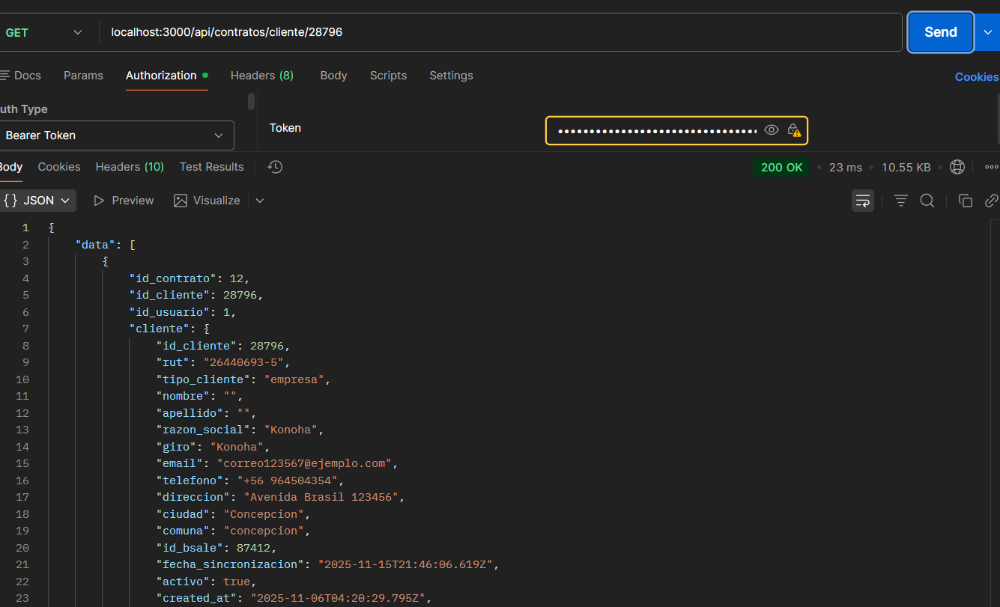 GET localhost:3000/api/contratos/cliente/28796 Send
Docs Params Authorization Headers (8) Body Scripts Settings Cookies
uth Type
Bearer Token
Token
Body Cookies Headers (10) Test Results 200 OK • 23 ms • 10.55 KB •
{} JSON Preview Visualize
1 {
2 "data": [
3 {
4 "id_contrato": 12,
5 "id_cliente": 28796,
6 "id_usuario": 1,
7 "cliente": {
8 "id_cliente": 28796,
9 "rut": "26440693-5",
10 "tipo_cliente": "empresa",
11 "nombre": "",
12 "apellido": "",
13 "razon_social": "Konoha",
14 "giro": "Konoha",
15 "email": "correo123567@ejemplo.com",
16 "telefono": "+56 964504354",
17 "direccion": "Avenida Brasil 123456",
18 "ciudad": "Concepcion",
19 "comuna": "concepcion",
20 "id_bsale": 87412,
21 "fecha_sincronizacion": "2025-11-15T21:46:06.619Z",
22 "activo": true,
23 "created_at": "2025-11-06T04:20:29.795Z",